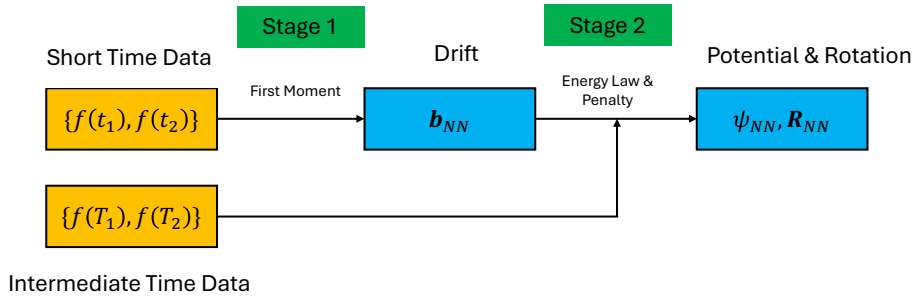 Stage 1
Stage 2
Short Time Data
Drift
Potential & Rotation
First Moment
Energy Law &
Penalty
{f(t₁), f(t₂)}
b_NN
ψ_NN, R_NN
{f(T₁), f(T₂)}
Intermediate Time Data